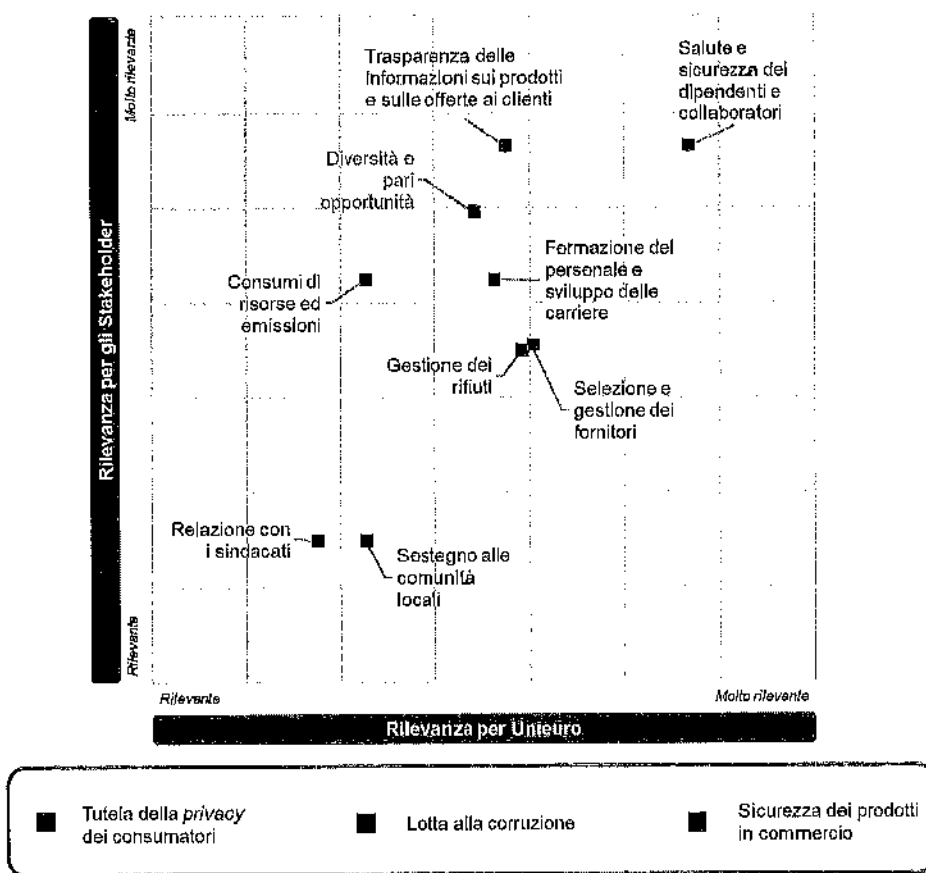 Molto rilevante
Rilevanza per gli Stakeholder
Rilevante
Trasparenza delle
informazioni sui prodotti
e sulle offerte ai clienti
Salute e
sicurezza dei
dipendenti e
collaboratori
Diversità e
pari
opportunità
Consumi di
risorse ed
emissioni
Formazione del
personale e
sviluppo delle
carriere
Gestione dei
rifiuti
Selezione e
gestione dei
fornitori
Relazione con
i sindacati
Sostegno alle
comunità
locali
Rilevante
Molto rilevante
Rilevanza per Unieuro
Tutela della privacy
dei consumatori
Lotta alla corruzione
Sicurezza dei prodotti
in commercio